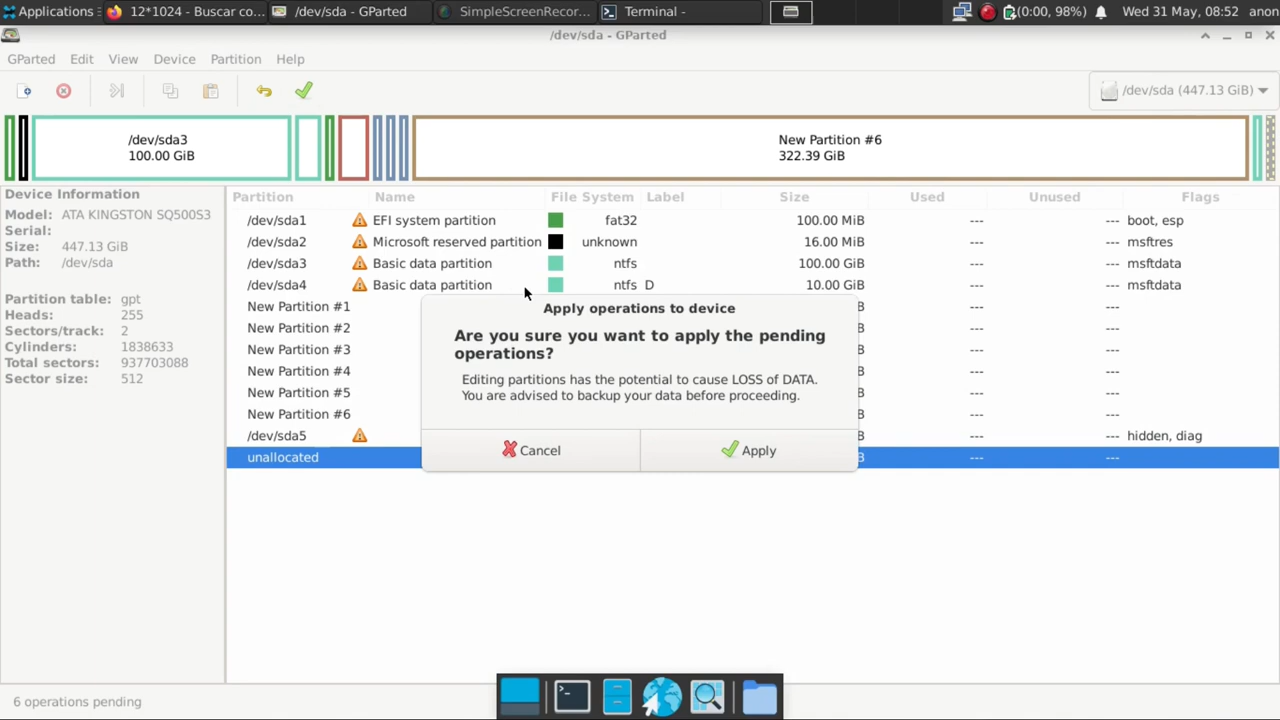 Applications
12*1024 - Buscar co...
/dev/sda - GParted
SimpleScreenRecor...
Terminal -
(0:00, 98%)
Wed 31 May, 08:52
anon
/dev/sda - GParted
GParted Edit View Device Partition Help
/dev/sda (447.13 GiB)
/dev/sda3
100.00 GiB
New Partition #6
322.39 GiB
Device Information
Model: ATA KINGSTON SQ500S3
Serial:
Size: 447.13 GiB
Path: /dev/sda
Partition table: gpt
Heads: 255
Sectors/track: 2
Cylinders: 1838633
Total sectors: 937703088
Sector size: 512
Partition Name File System Label Size Used Unused Flags
/dev/sda1 EFI system partition fat32 100.00 MiB --- --- boot, esp
/dev/sda2 Microsoft reserved partition unknown 16.00 MiB --- --- msftres
/dev/sda3 Basic data partition ntfs 100.00 GiB --- --- msftdata
/dev/sda4 Basic data partition ntfs D 10.00 GiB --- --- msftdata
New Partition #1 B --- ---
New Partition #2 B --- ---
New Partition #3 B --- ---
New Partition #4 B --- ---
New Partition #5 B --- ---
New Partition #6 B --- ---
/dev/sda5 B --- --- hidden, diag
unallocated B --- ---
Apply operations to device
Are you sure you want to apply the pending
operations?
Editing partitions has the potential to cause LOSS of DATA.
You are advised to backup your data before proceeding.
Cancel
Apply
6 operations pending